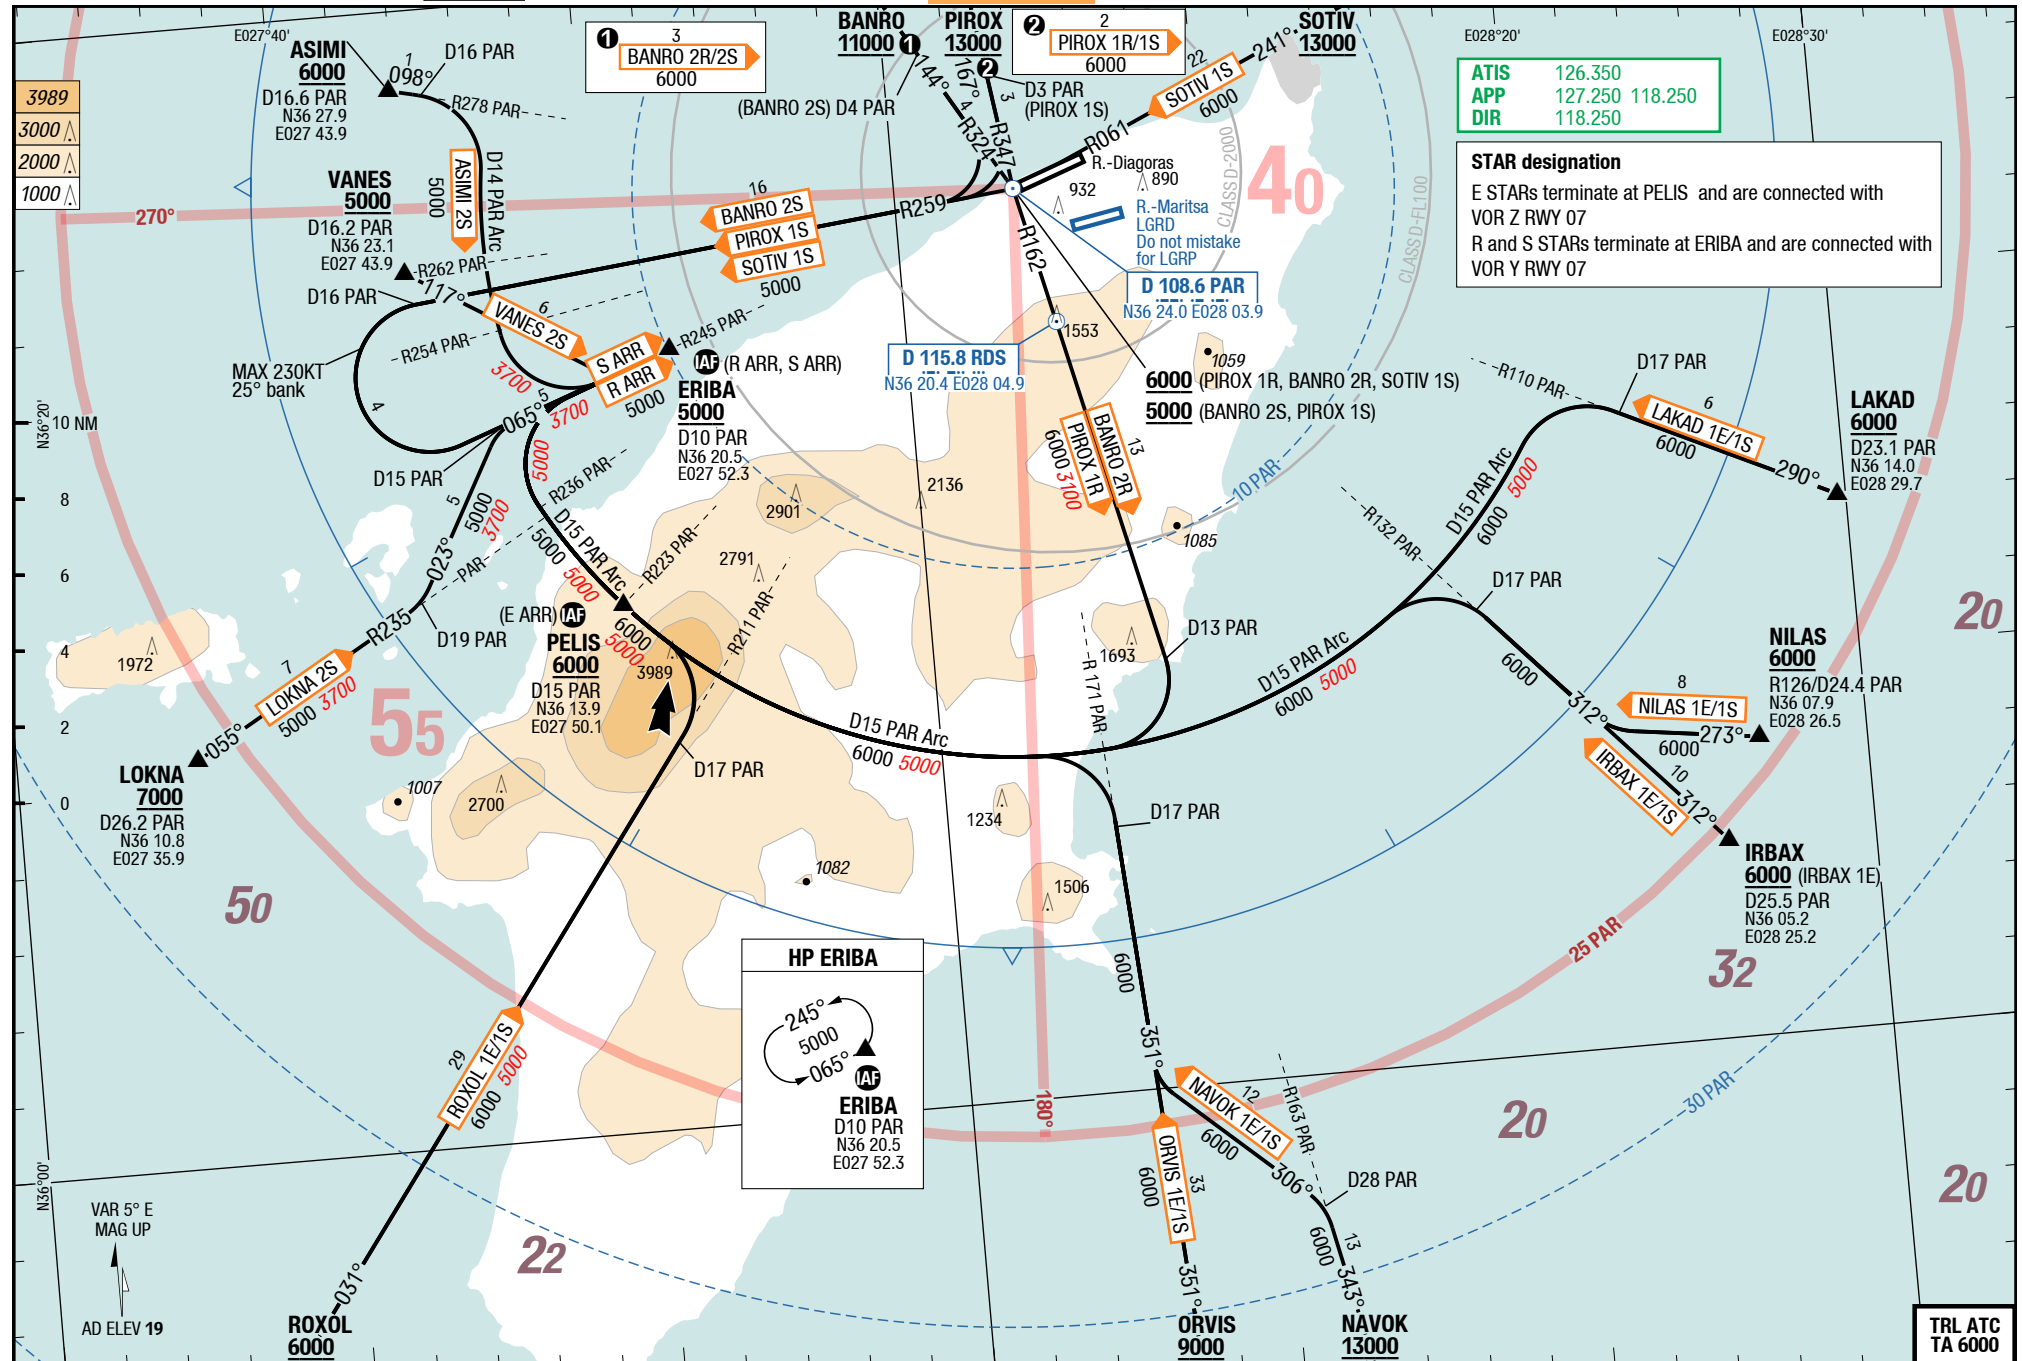 E027°40'
ASIMI
6000
D16.6 PAR
N36 27.9
E027 43.9
1
098°
D16 PAR
R278 PAR
3989
3000
2000
1000
1
3
BANRO 2R/2S
6000
BANRO
11000
1
PIROX
13000
2
2
2
PIROX 1R/1S
6000
SOTIV
13000
241°
22
SOTIV 1S
6000
R061
E028°20'
E028°30'
ATIS 126.350
APP 127.250 118.250
DIR 118.250
STAR designation
E STARs terminate at PELIS and are connected with
VOR Z RWY 07
R and S STARs terminate at ERIBA and are connected with
VOR Y RWY 07
144°
4
R324
167°
3
R347
(BANRO 2S) D4 PAR
D3 PAR
(PIROX 1S)
R.-Diagoras
932
890
R.-Maritsa
LGRD
Do not mistake
for LGRP
CLASS D-2000
CLASS D-FL100
40
VANES
5000
D16.2 PAR
N36 23.1
E027 43.9
ASIMI 2S
5000
D14 PAR Arc
270°
R262 PAR
117°
D16 PAR
16
BANRO 2S
PIROX 1S
SOTIV 1S
5000
R259
R162
D 108.6 PAR
N36 24.0 E028 03.9
D 115.8 RDS
N36 20.4 E028 04.9
1553
1059
6
VANES 2S
R254 PAR
R245 PAR
S ARR
R ARR
5000
3700
IAF (R ARR, S ARR)
ERIBA
5000
D10 PAR
N36 20.5
E027 52.3
MAX 230KT
25° bank
4
065°
5
3700
D15 PAR
5000
6000 (PIROX 1R, BANRO 2R, SOTIV 1S)
5000 (BANRO 2S, PIROX 1S)
R110 PAR
D17 PAR
6
LAKAD 1E/1S
6000
290°
LAKAD
6000
D23.1 PAR
N36 14.0
E028 29.7
N36°20'
10 NM
8
6
4
2
0
5
5000
3700
023°
PAR
R235
D19 PAR
R236 PAR
D15 PAR Arc
5000 5000
R223 PAR
2901
2136
2791
R211 PAR
13
BANRO 2R
PIROX 1R
6000 3100
10 PAR
1085
R132 PAR
D15 PAR Arc
6000 5000
D17 PAR
6000
(E ARR) IAF
PELIS
6000
D15 PAR
N36 13.9
E027 50.1
6000
5000
3989
1693
D13 PAR
R 171 PAR
D15 PAR Arc
6000 5000
20
NILAS
6000
R126/D24.4 PAR
N36 07.9
E028 26.5
8
NILAS 1E/1S
312°
6000
273°
10
IRBAX 1E/1S
312°
IRBAX
6000 (IRBAX 1E)
D25.5 PAR
N36 05.2
E028 25.2
1972
7
LOKNA 2S
5000 3700
055°
LOKNA
7000
D26.2 PAR
N36 10.8
E027 35.9
55
1007
2700
D17 PAR
D15 PAR Arc
6000 5000
1234
D17 PAR
1082
1506
50
25 PAR
32
6000
HP ERIBA
245°
5000
065°
IAF
ERIBA
D10 PAR
N36 20.5
E027 52.3
29
ROXOL 1E/1S
6000 5000
031°
ROXOL
6000
180°
351°
12
NAVOK 1E/1S
6000
306°
R163 PAR
D28 PAR
33
ORVIS 1E/1S
6000
351°
ORVIS
9000
13
6000
343°
NAVOK
13000
30 PAR
20
20
22
N36°00'
VAR 5° E
MAG UP
AD ELEV 19
TRL ATC
TA 6000